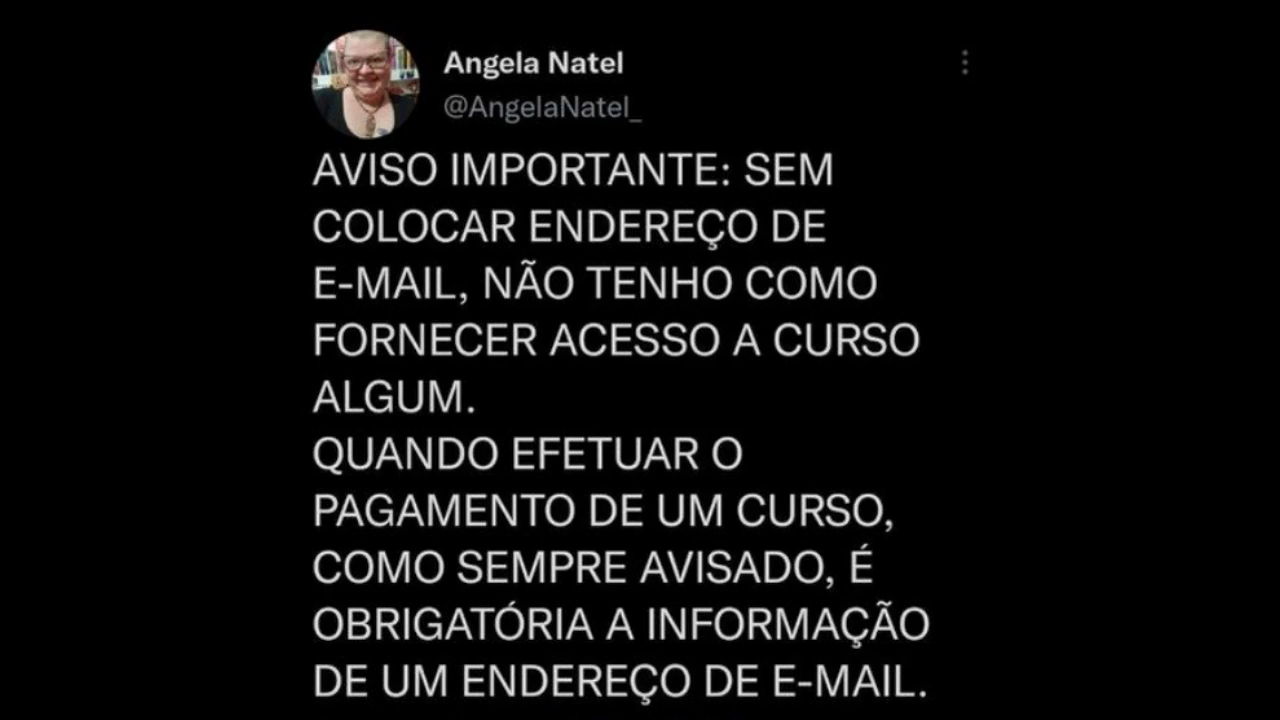 Angela Natel
@AngelaNatel_
AVISO IMPORTANTE: SEM
COLOCAR ENDEREÇO DE
E-MAIL, NÃO TENHO COMO
FORNECER ACESSO A CURSO
ALGUM.
QUANDO EFETUAR O
PAGAMENTO DE UM CURSO,
COMO SEMPRE AVISADO, É
OBRIGATÓRIA A INFORMAÇÃO
DE UM ENDEREÇO DE E-MAIL.